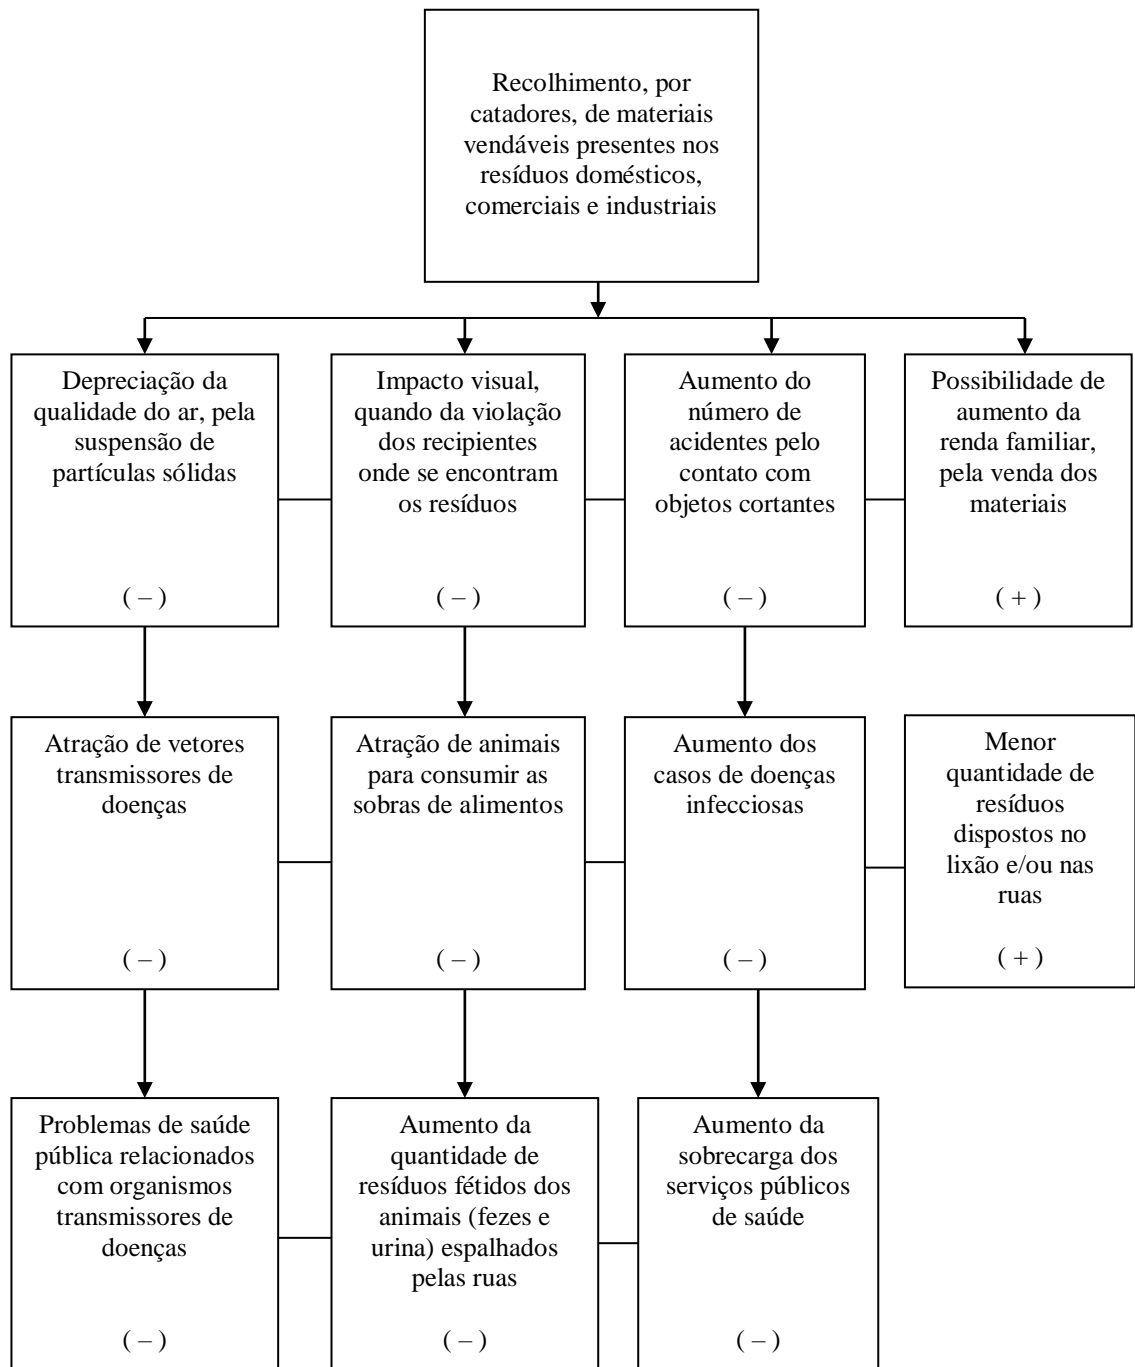 Recolhimento, por
catadores, de materiais
vendáveis presentes nos
resíduos domésticos,
comerciais e industriais
Depreciação da
qualidade do ar, pela
suspensão de
partículas sólidas
( – )
Impacto visual,
quando da violação
dos recipientes
onde se encontram
os resíduos
( – )
Aumento do
número de
acidentes pelo
contato com
objetos cortantes
( – )
Possibilidade de
aumento da
renda familiar,
pela venda dos
materiais
( + )
Atração de vetores
transmissores de
doenças
( – )
Atração de animais
para consumir as
sobras de alimentos
( – )
Aumento dos
casos de doenças
infecciosas
( – )
Menor
quantidade de
resíduos
dispostos no
lixão e/ou nas
ruas
( + )
Problemas de saúde
pública relacionados
com organismos
transmissores de
doenças
( – )
Aumento da
quantidade de
resíduos fétidos dos
animais (fezes e
urina) espalhados
pelas ruas
( – )
Aumento da
sobrecarga dos
serviços públicos
de saúde
( – )